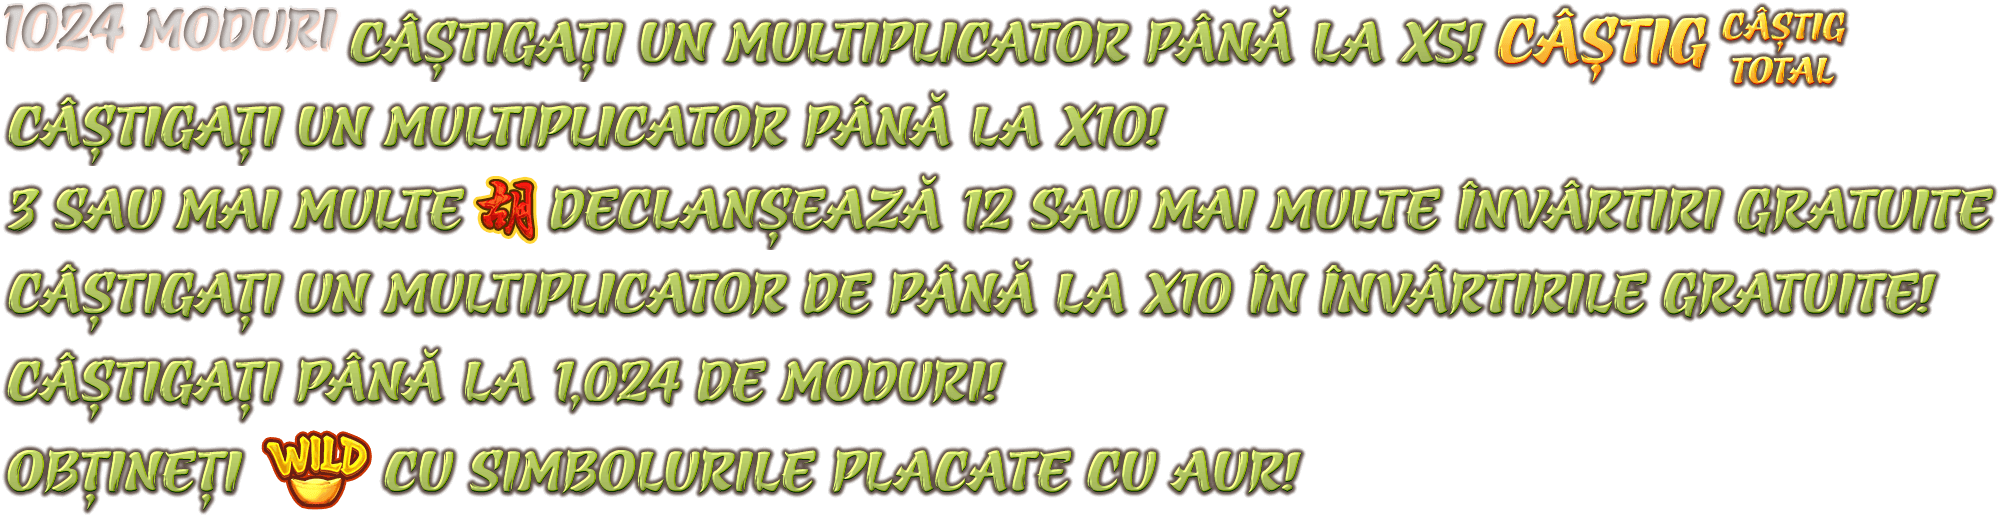 1024 MODURI CÂȘTIGAȚI UN MULTIPLICATOR PÂNĂ LA X5! CÂȘTIG CÂȘTIG TOTAL
CÂȘTIGAȚI UN MULTIPLICATOR PÂNĂ LA X10!
3 SAU MAI MULTE 胡 DECLANȘEAZĂ 12 SAU MAI MULTE ÎNVÂRTIRI GRATUITE
CÂȘTIGAȚI UN MULTIPLICATOR DE PÂNĂ LA X10 ÎN ÎNVÂRTIRILE GRATUITE!
CÂȘTIGAȚI PÂNĂ LA 1,024 DE MODURI!
OBȚINEȚI WILD CU SIMBOLURILE PLACATE CU AUR!